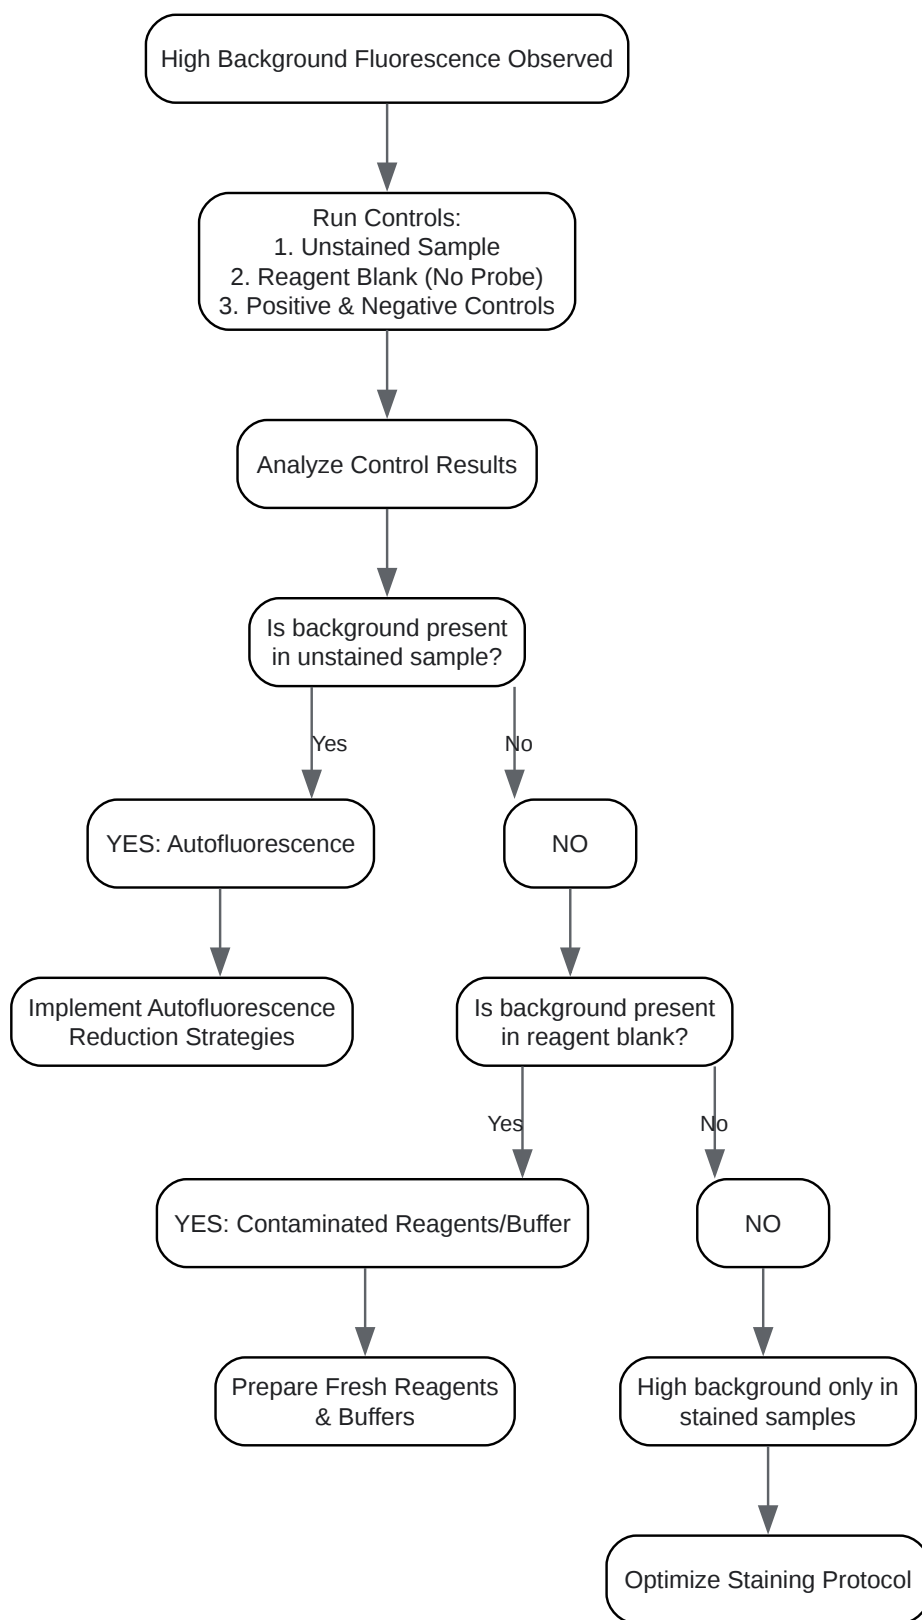 High Background Fluorescence Observed
Run Controls:
1. Unstained Sample
2. Reagent Blank (No Probe)
3. Positive & Negative Controls
Analyze Control Results
Is background present
in unstained sample?
Yes
No
YES: Autofluorescence
NO
Implement Autofluorescence
Reduction Strategies
Is background present
in reagent blank?
Yes
No
YES: Contaminated Reagents/Buffer
NO
Prepare Fresh Reagents
& Buffers
High background only in
stained samples
Optimize Staining Protocol